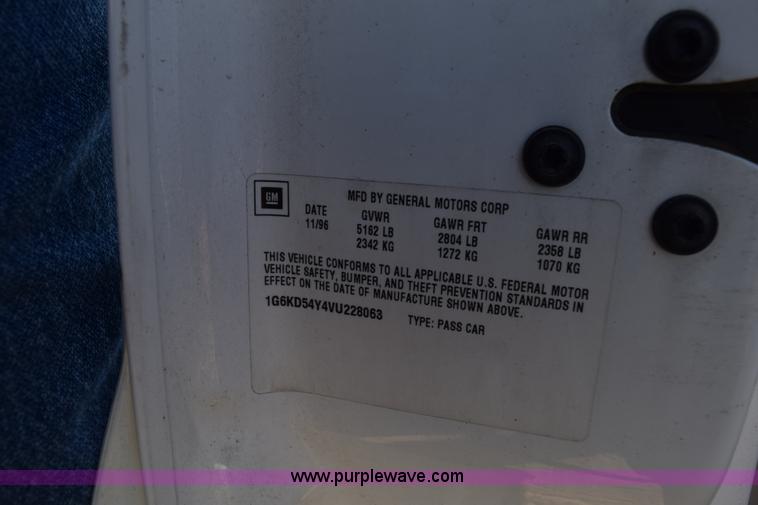 GM
MFD BY GENERAL MOTORS CORP
DATE GVWR GAWR FRT GAWR RR
11/96 5162 LB 2804 LB 2358 LB
2342 KG 1272 KG 1070 KG
THIS VEHICLE CONFORMS TO ALL APPLICABLE U.S. FEDERAL MOTOR
VEHICLE SAFETY, BUMPER, AND THEFT PREVENTION STANDARDS IN
EFFECT ON THE DATE OF MANUFACTURE SHOWN ABOVE.
1G6KD54Y4VU228063 TYPE: PASS CAR
www.purplewave.com